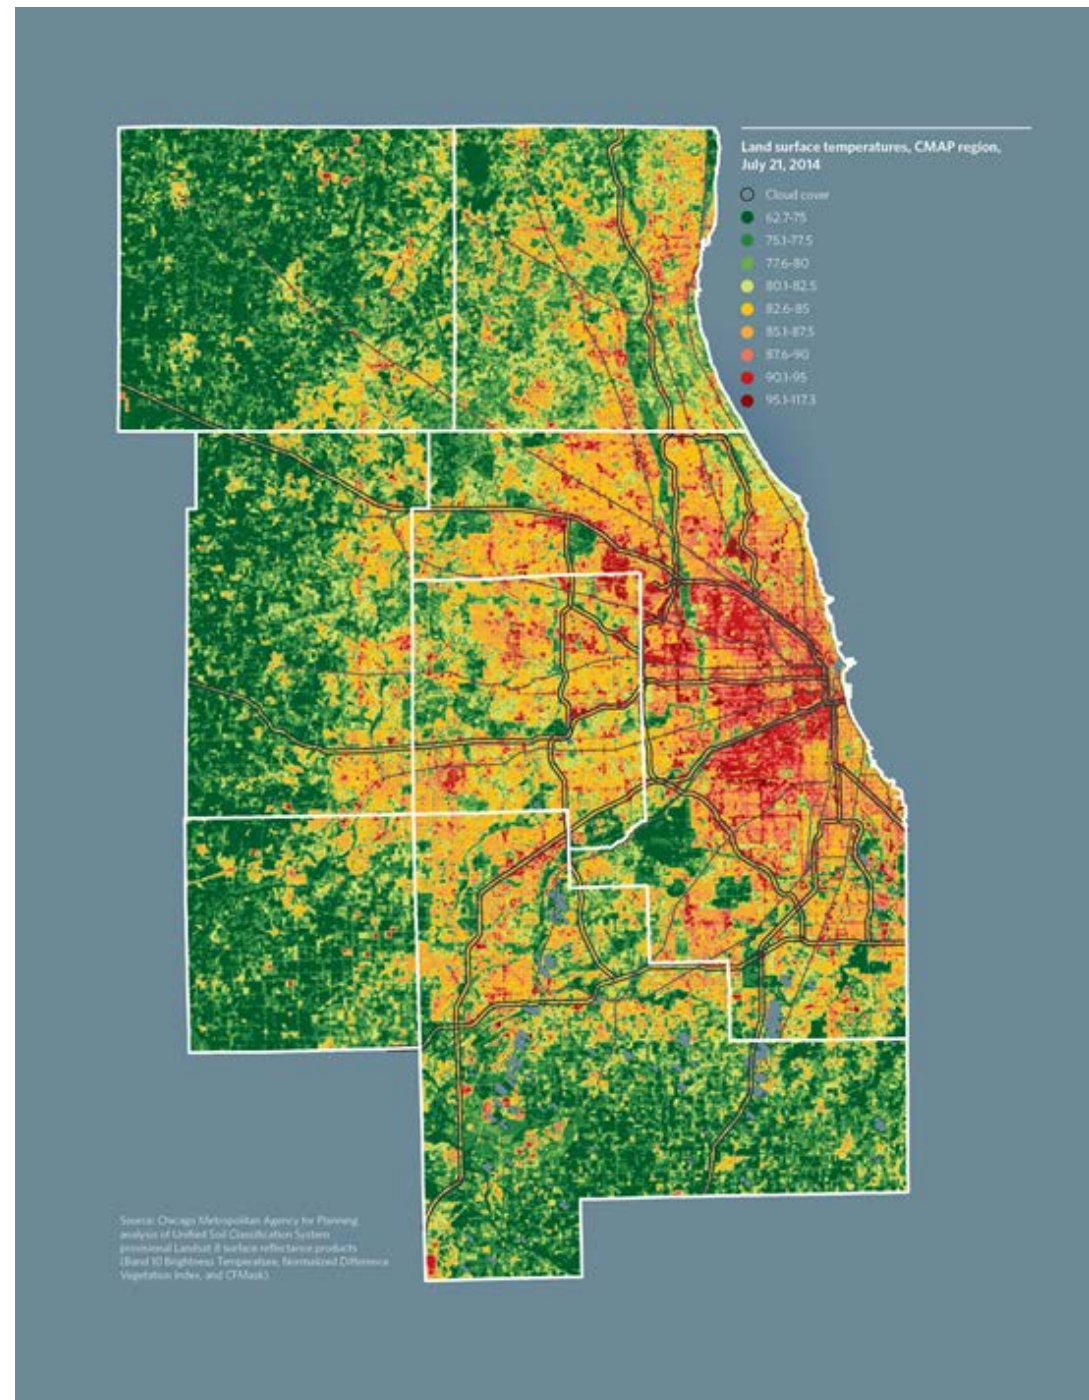 Land surface temperatures, CMAP region,
July 21, 2014
Cloud cover
62.7-75
75.1-77.5
77.6-80
80.1-82.5
82.6-85
85.1-87.5
87.6-90
90.1-95
95.1-117.3
Source: Chicago Metropolitan Agency for Planning
analysis of Unified Soil Classification System
provisional Landsat 8 surface reflectance products
(Band 10 Brightness Temperature, Normalized Difference
Vegetation Index, and CFMask).